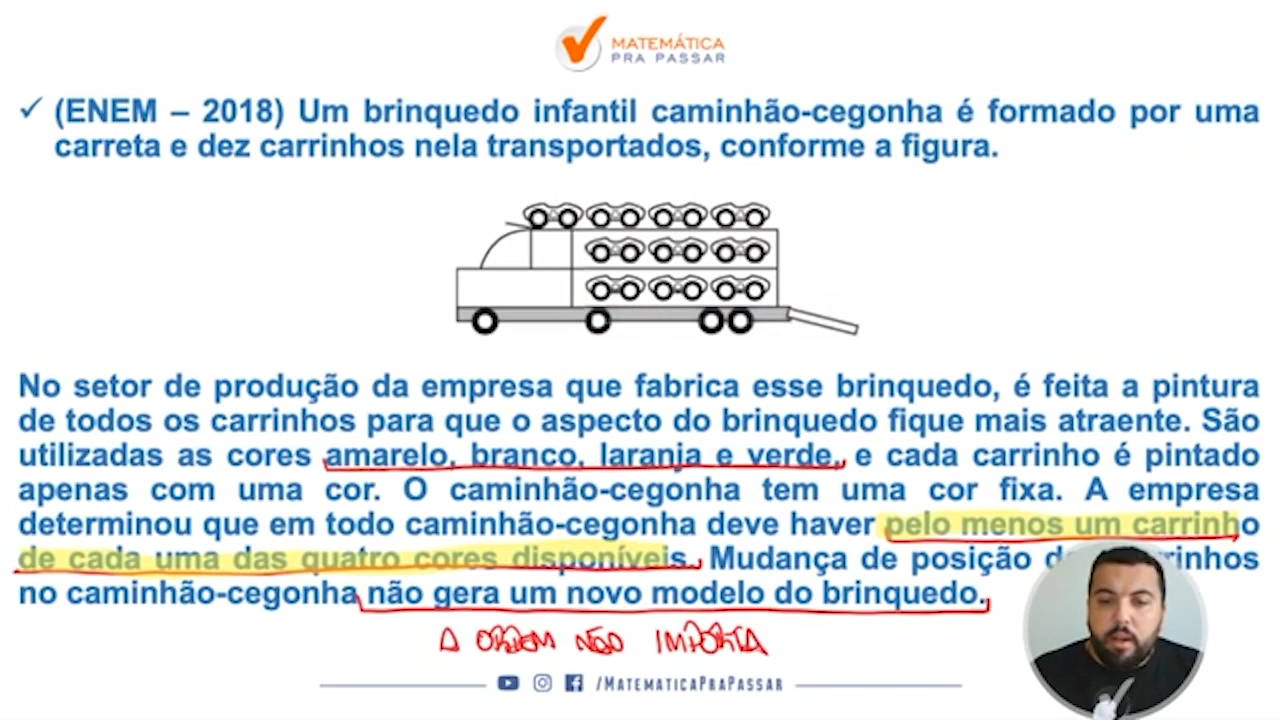 MATEMÁTICA
PRA PASSAR
✓ (ENEM – 2018) Um brinquedo infantil caminhão-cegonha é formado por uma
carreta e dez carrinhos nela transportados, conforme a figura.
No setor de produção da empresa que fabrica esse brinquedo, é feita a pintura
de todos os carrinhos para que o aspecto do brinquedo fique mais atraente. São
utilizadas as cores amarelo, branco, laranja e verde, e cada carrinho é pintado
apenas com uma cor. O caminhão-cegonha tem uma cor fixa. A empresa
determinou que em todo caminhão-cegonha deve haver pelo menos um carrinho
de cada uma das quatro cores disponíveis. Mudança de posição
no caminhão-cegonha não gera um novo modelo do brinquedo.
A ORDEM NÃO IMPORTA
/MATEMATICAPRAPASSAR